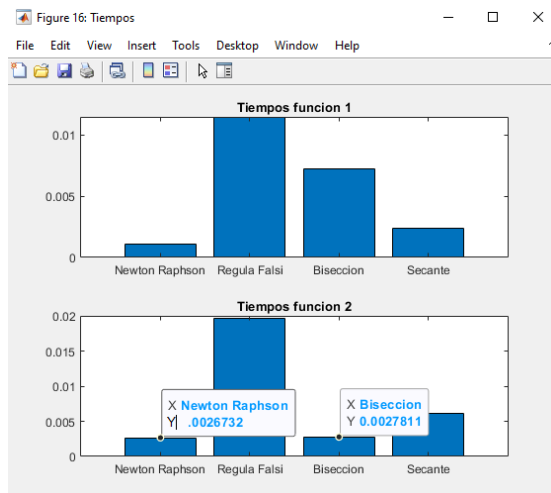 Figure 16: Tiempos
File Edit View Insert Tools Desktop Window Help
Tiempos funcion 1
0.01
0.005
0
Newton Raphson Regula Falsi Biseccion Secante
Tiempos funcion 2
0.02
0.015
0.01
0.005
0
X Newton Raphson
Y .0026732
X Biseccion
Y 0.0027811
Newton Raphson Regula Falsi Biseccion Secante